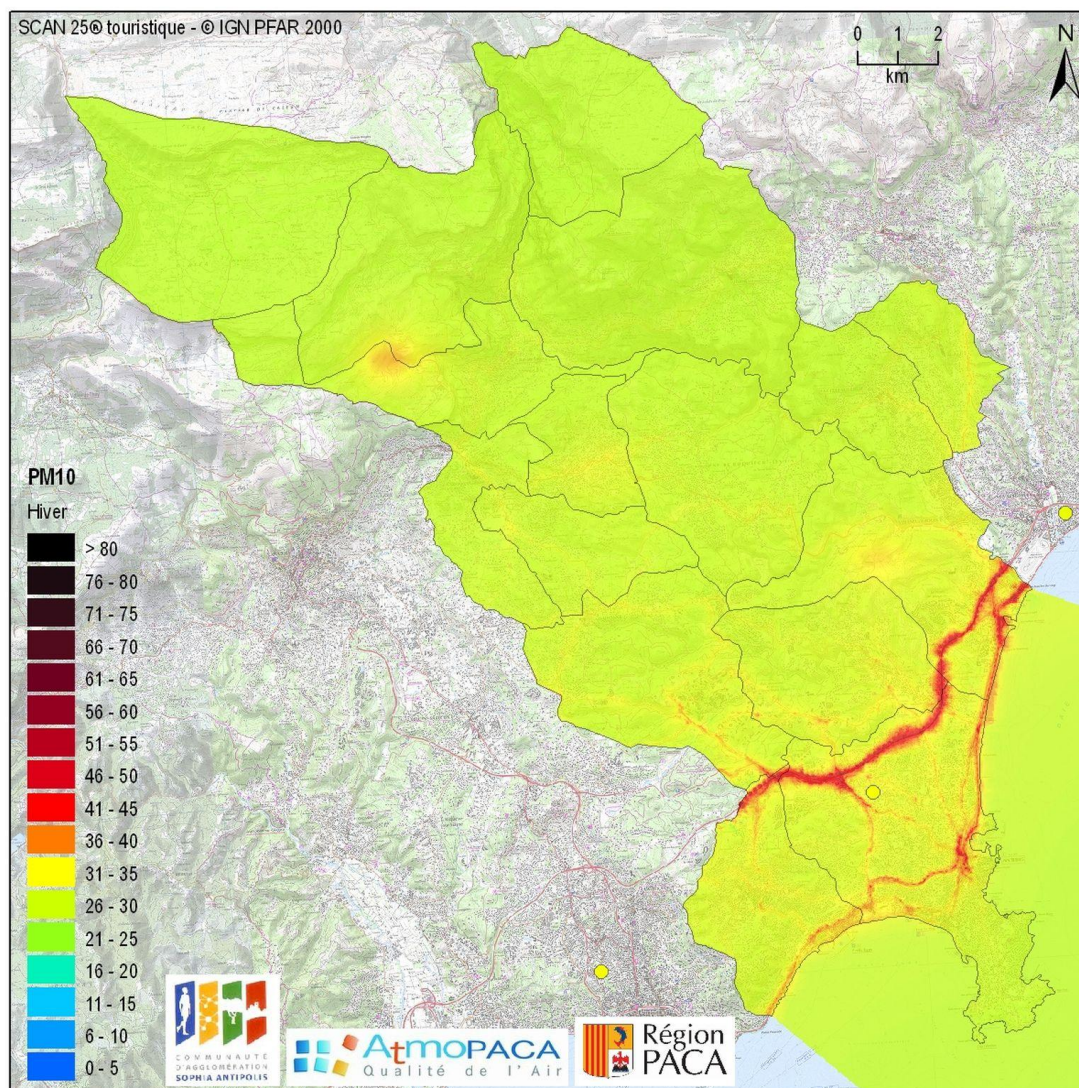 SCAN 25® touristique - © IGN PFAR 2000
0 1 2
km
N
PM10
Hiver
> 80
76 - 80
71 - 75
66 - 70
61 - 65
56 - 60
51 - 55
46 - 50
41 - 45
36 - 40
31 - 35
26 - 30
21 - 25
16 - 20
11 - 15
6 - 10
0 - 5
COMMUNAUTÉ
D'AGGLOMÉRATION
SOPHIA ANTIPOLIS
AtmoPACA
Qualité de l'Air
Région
PACA